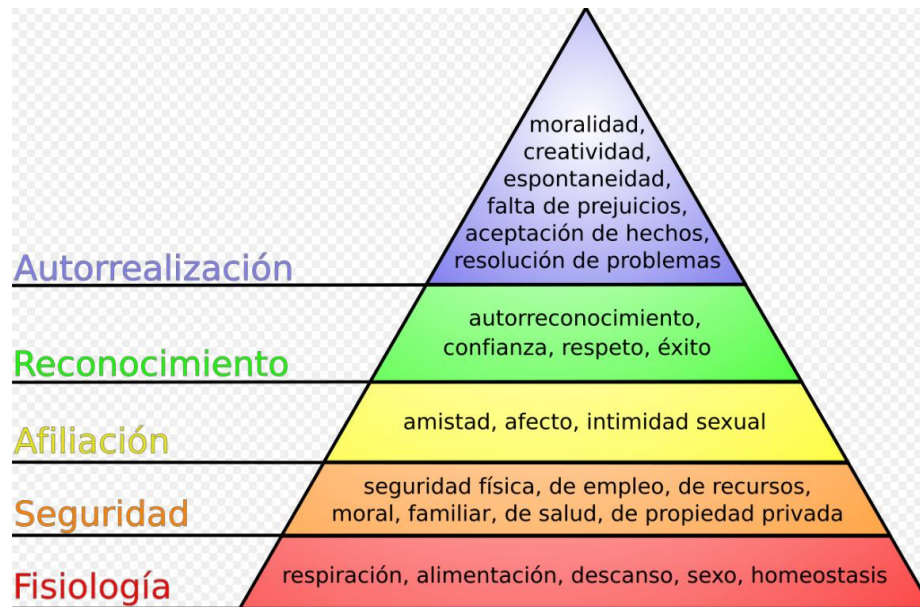 moralidad,
creatividad,
espontaneidad,
falta de prejuicios,
aceptación de hechos,
resolución de problemas
Autorrealización
autorreconocimiento,
confianza, respeto, éxito
Reconocimiento
amistad, afecto, intimidad sexual
Afiliación
seguridad física, de empleo, de recursos,
moral, familiar, de salud, de propiedad privada
Seguridad
respiración, alimentación, descanso, sexo, homeostasis
Fisiología